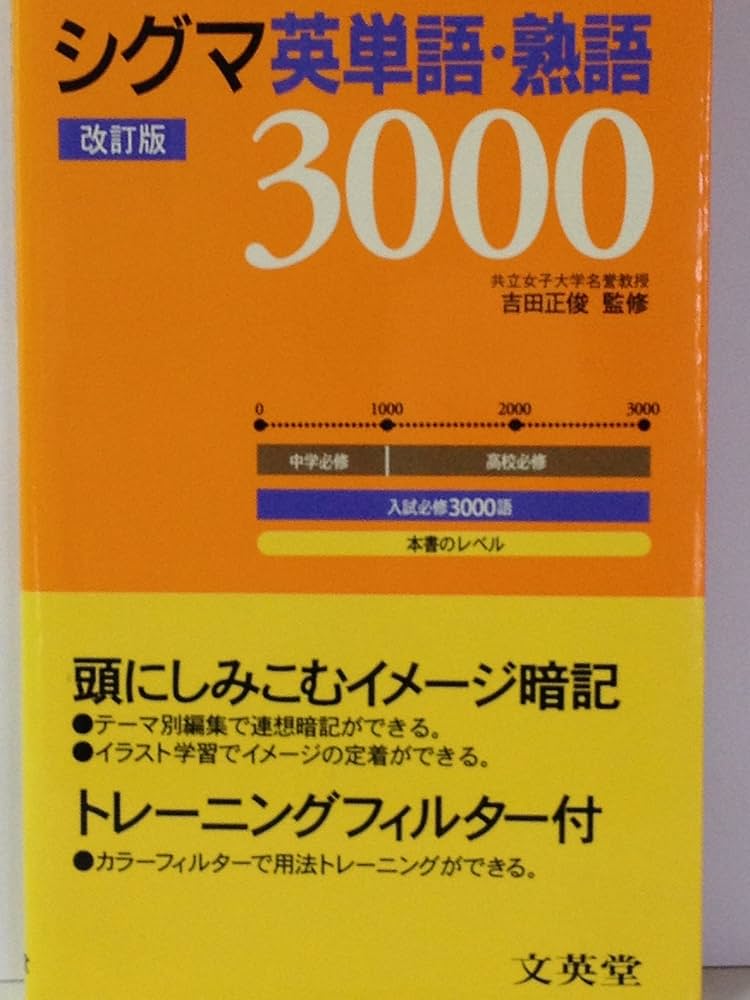 シグマ英単語・熟語
改訂版
3000
共立女子大学名誉教授
吉田正俊 監修
0 1000 2000 3000
中学必修 高校必修
入試必修3000語
本書のレベル
頭にしみこむイメージ暗記
●テーマ別編集で連想暗記ができる。
●イラスト学習でイメージの定着ができる。
トレーニングフィルター付
●カラーフィルターで用法トレーニングができる。
文英堂